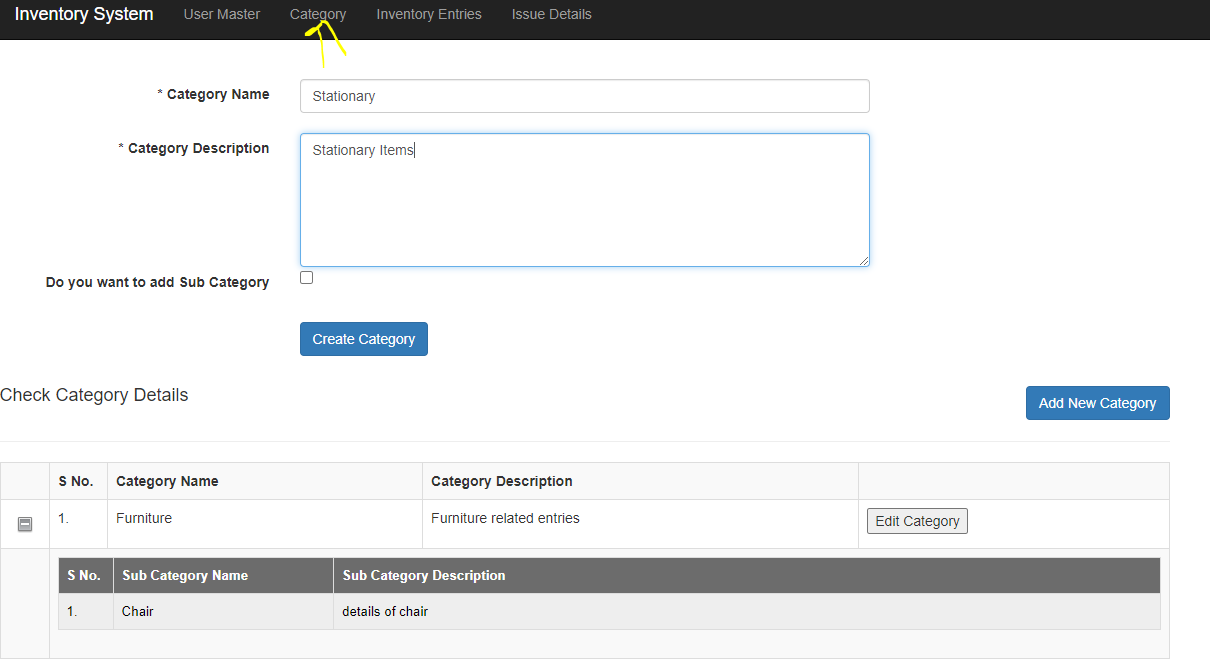 Inventory System User Master Category Inventory Entries Issue Details
* Category Name Stationary
* Category Description Stationary Items
Do you want to add Sub Category
Create Category
Check Category Details
Add New Category
S No. Category Name Category Description
1. Furniture Furniture related entries Edit Category
S No. Sub Category Name Sub Category Description
1. Chair details of chair